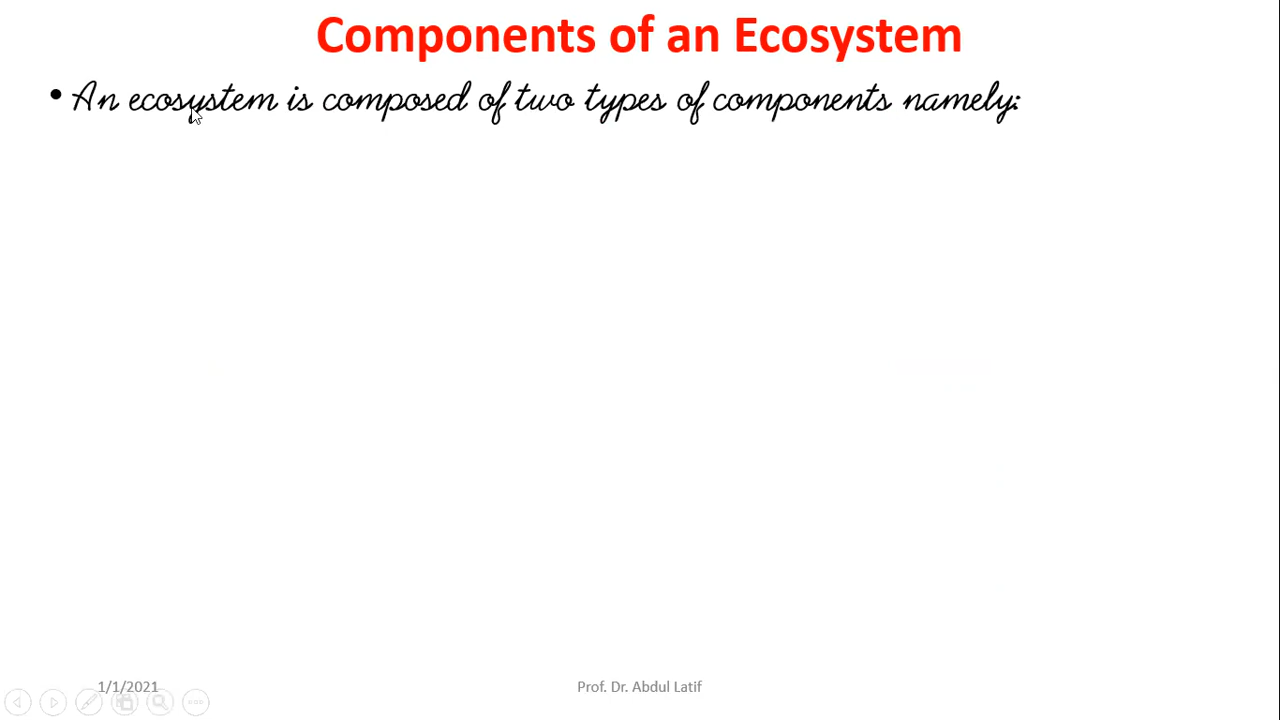 Components of an Ecosystem
• An ecosystem is composed of two types of components namely:
1/1/2021
Prof. Dr. Abdul Latif